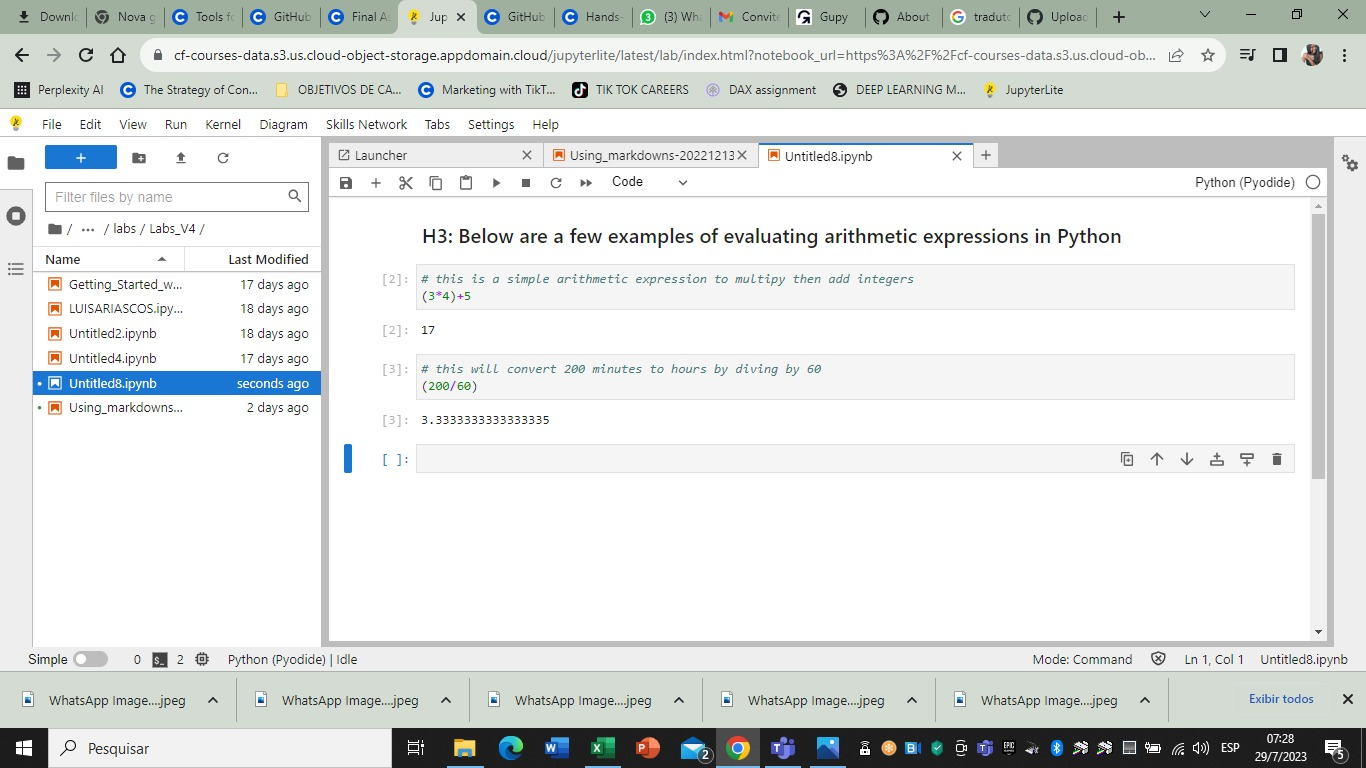 Downl
Nova g
Tools fo
GitHub
Final As
Jup
GitHub
Hands-
(3) Wha
Convite
Gupy
About
traduto
Upload
cf-courses-data.s3.us.cloud-object-storage.appdomain.cloud/jupyterlite/latest/lab/index.html?notebook_url=https%3A%2F%2Fcf-courses-data.s3.us.cloud-ob...
Perplexity AI
The Strategy of Con...
OBJETIVOS DE CA...
Marketing with TikT...
TIK TOK CAREERS
DAX assignment
DEEP LEARNING M...
JupyterLite
File Edit View Run Kernel Diagram Skills Network Tabs Settings Help
Filter files by name
/ ... / labs / Labs_V4 /
Name Last Modified
Getting_Started_w... 17 days ago
LUISARIASCOS.ipy... 18 days ago
Untitled2.ipynb 18 days ago
Untitled4.ipynb 17 days ago
Untitled8.ipynb seconds ago
Using_markdowns... 2 days ago
Launcher
Using_markdowns-20221213
Untitled8.ipynb
Code
Python (Pyodide)
H3: Below are a few examples of evaluating arithmetic expressions in Python
[2]: # this is a simple arithmetic expression to multipy then add integers
(3*4)+5
[2]: 17
[3]: # this will convert 200 minutes to hours by diving by 60
(200/60)
[3]: 3.3333333333333335
[ ]:
Simple 0 2 Python (Pyodide) | Idle
Mode: Command Ln 1, Col 1 Untitled8.ipynb
WhatsApp Image....jpeg
WhatsApp Image....jpeg
WhatsApp Image....jpeg
WhatsApp Image....jpeg
WhatsApp Image....jpeg
Exibir todos
Pesquisar
2
ESP
07:28
29/7/2023
5